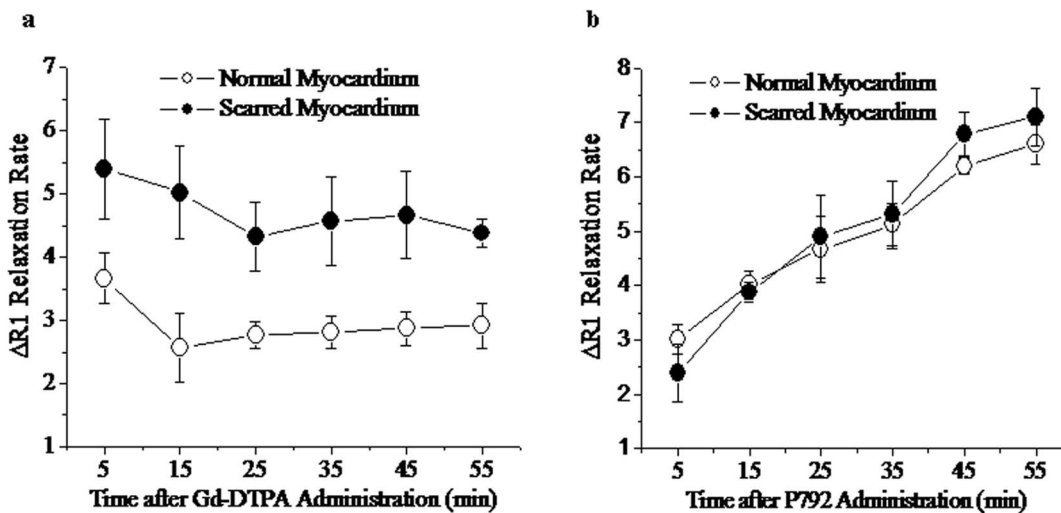 a
Normal Myocardium
Scarred Myocardium
ΔR1 Relaxation Rate
7
6
5
4
3
2
1
5 15 25 35 45 55
Time after Gd-DTPA Administration (min)
b
Normal Myocardium
Scarred Myocardium
ΔR1 Relaxation Rate
8
7
6
5
4
3
2
1
5 15 25 35 45 55
Time after P792 Administration (min)